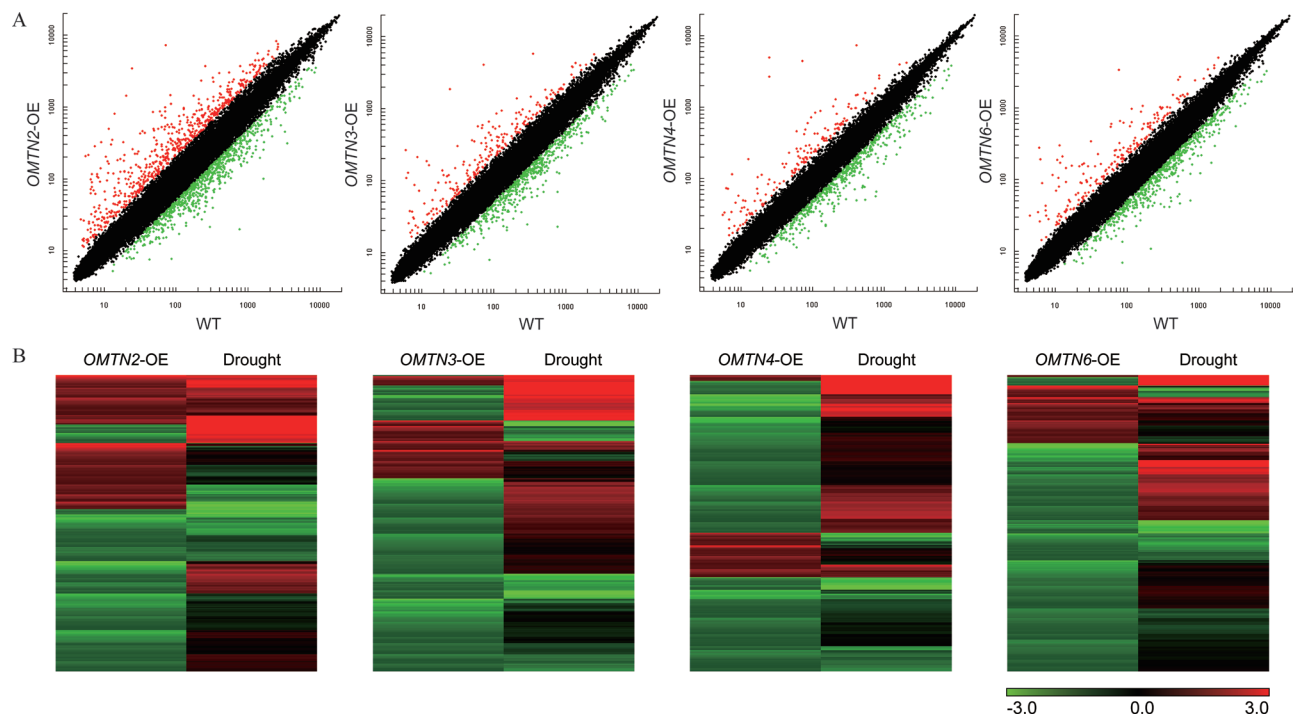 A
OMTN2-OE
10000
1000
100
10
10
100
1000
10000
WT
OMTN3-OE
10000
1000
100
10
10
100
1000
10000
WT
OMTN4-OE
10000
1000
100
10
10
100
1000
10000
WT
OMTN6-OE
10000
1000
100
10
10
100
1000
10000
WT
B
OMTN2-OE Drought
OMTN3-OE Drought
OMTN4-OE Drought
OMTN6-OE Drought
-3.0 0.0 3.0